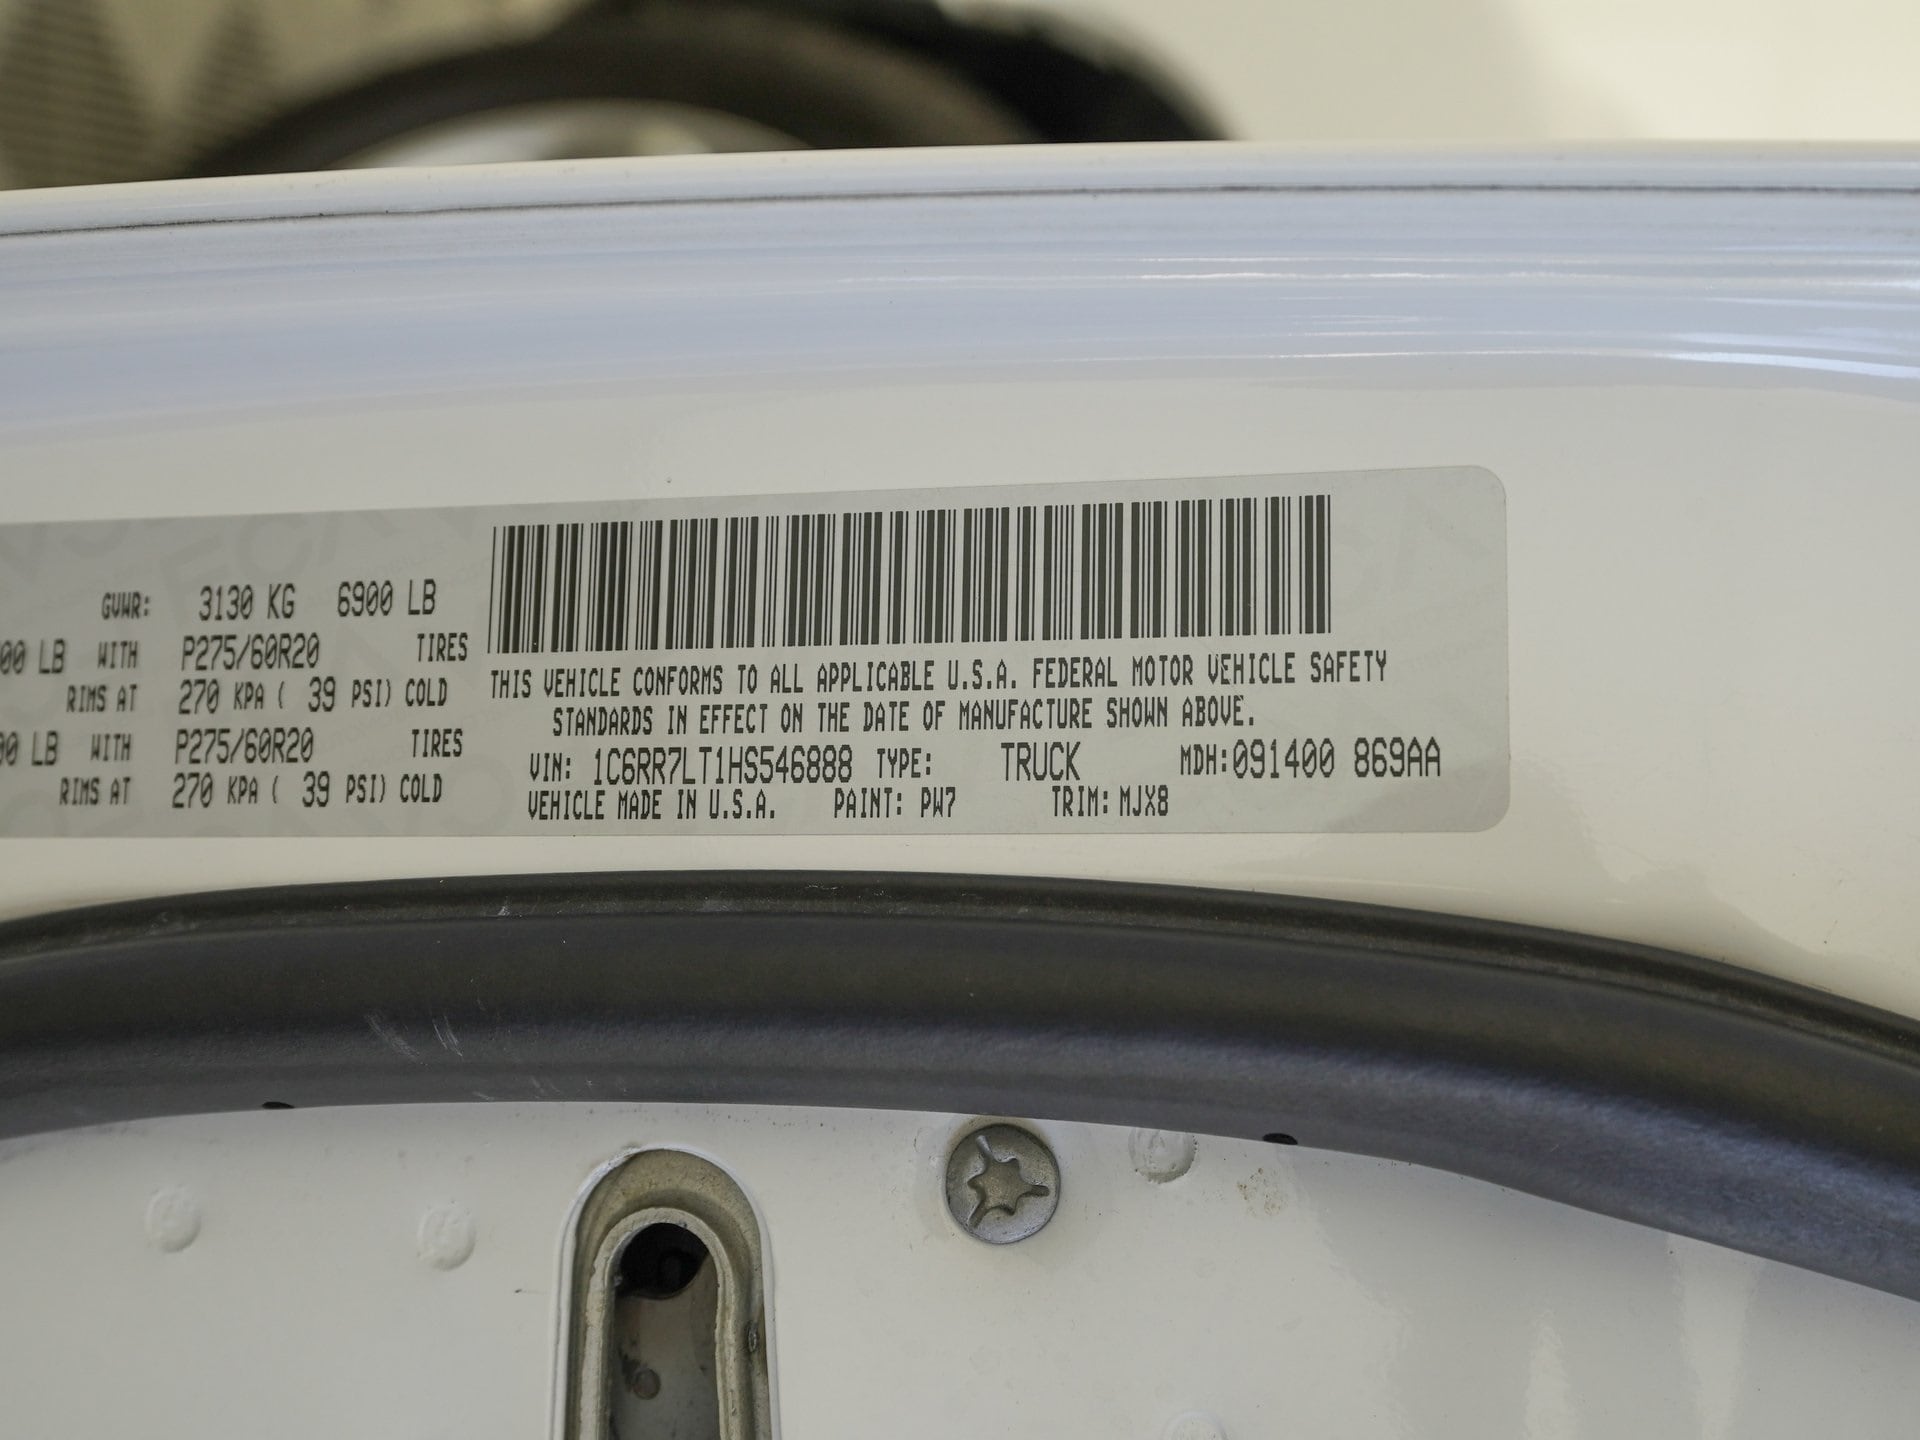 GVWR: 3130 KG 6900 LB
00 LB WITH P275/60R20 TIRES
RIMS AT 270 KPA ( 39 PSI) COLD
00 LB WITH P275/60R20 TIRES
RIMS AT 270 KPA ( 39 PSI) COLD
THIS VEHICLE CONFORMS TO ALL APPLICABLE U.S.A. FEDERAL MOTOR VEHICLE SAFETY
STANDARDS IN EFFECT ON THE DATE OF MANUFACTURE SHOWN ABOVE.
VIN: 1C6RR7LT1HS546888 TYPE: TRUCK MDH:091400 869AA
VEHICLE MADE IN U.S.A. PAINT: PW7 TRIM: MJX8